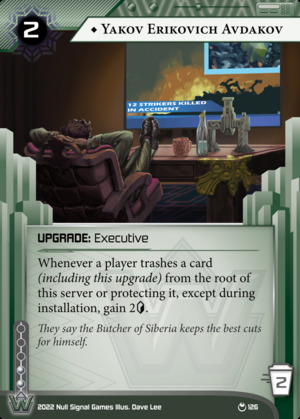 2
◆ Yakov Erikovich Avdakov
12 STRIKERS KILLED
IN ACCIDENT
UPGRADE: Executive
Whenever a player trashes a card
(including this upgrade) from the root of
this server or protecting it, except during
installation, gain 2.
They say the Butcher of Siberia keeps the best cuts
for himself.
2
2022 Null Signal Games Illus. Dave Lee
126